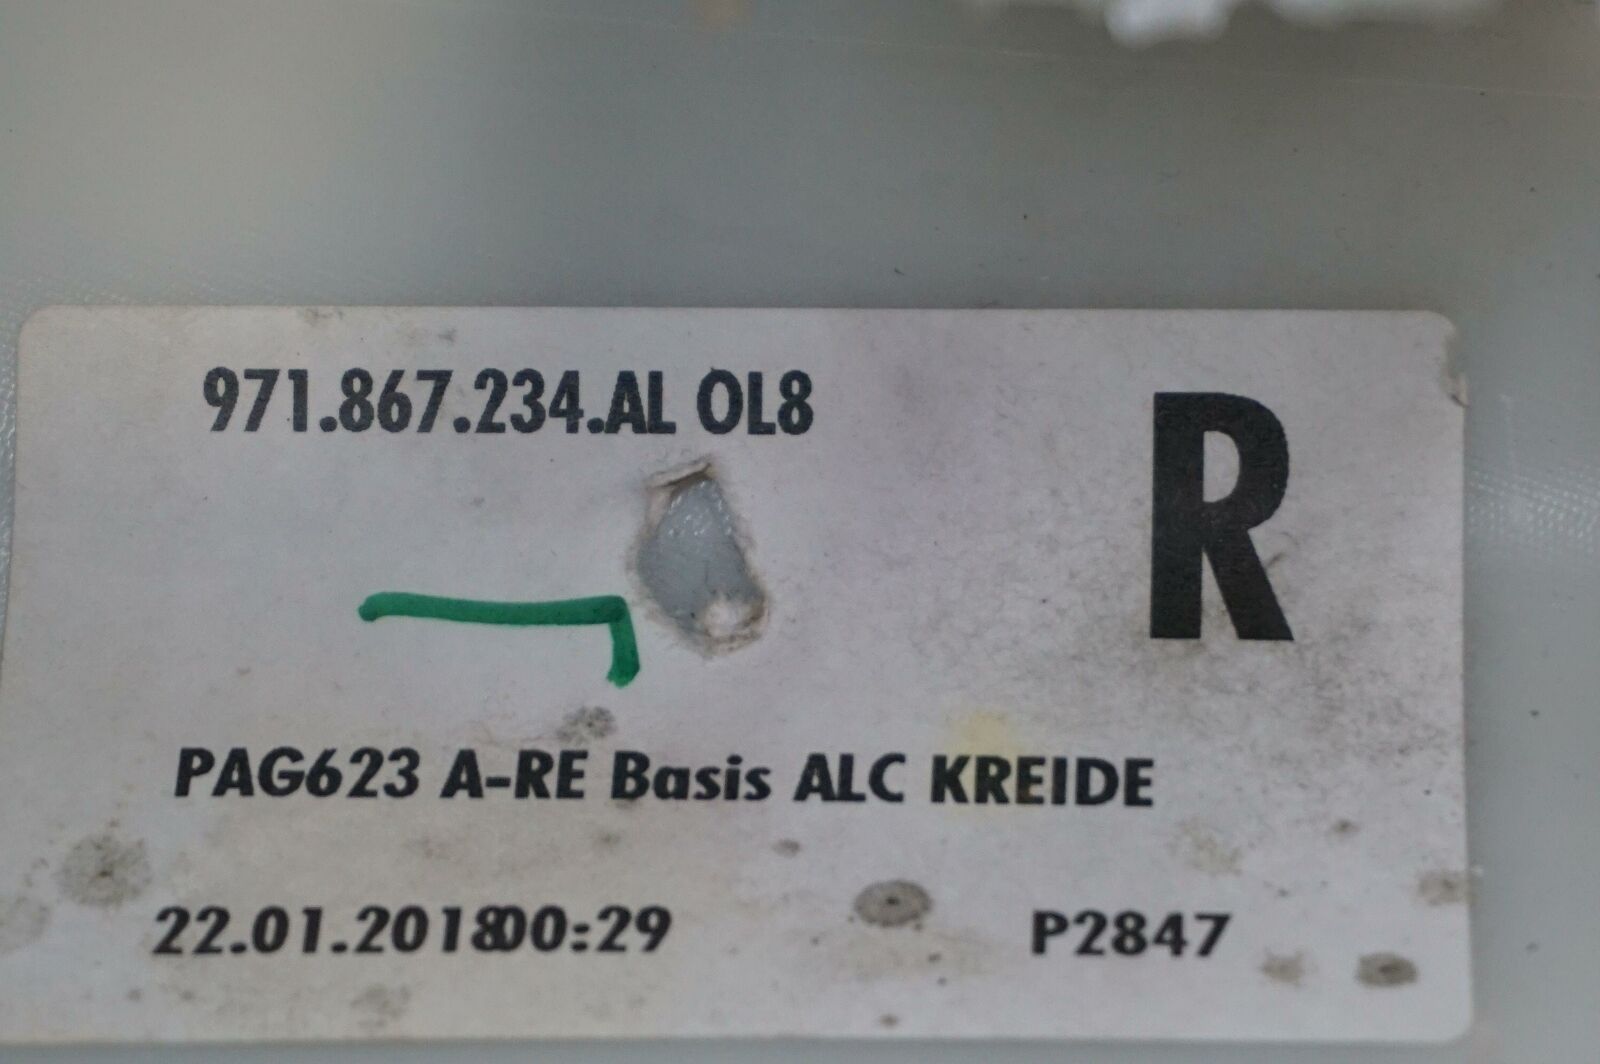 971.867.234.AL OL8
R
PAG623 A-RE Basis ALC KREIDE
22.01.201800:29 P2847